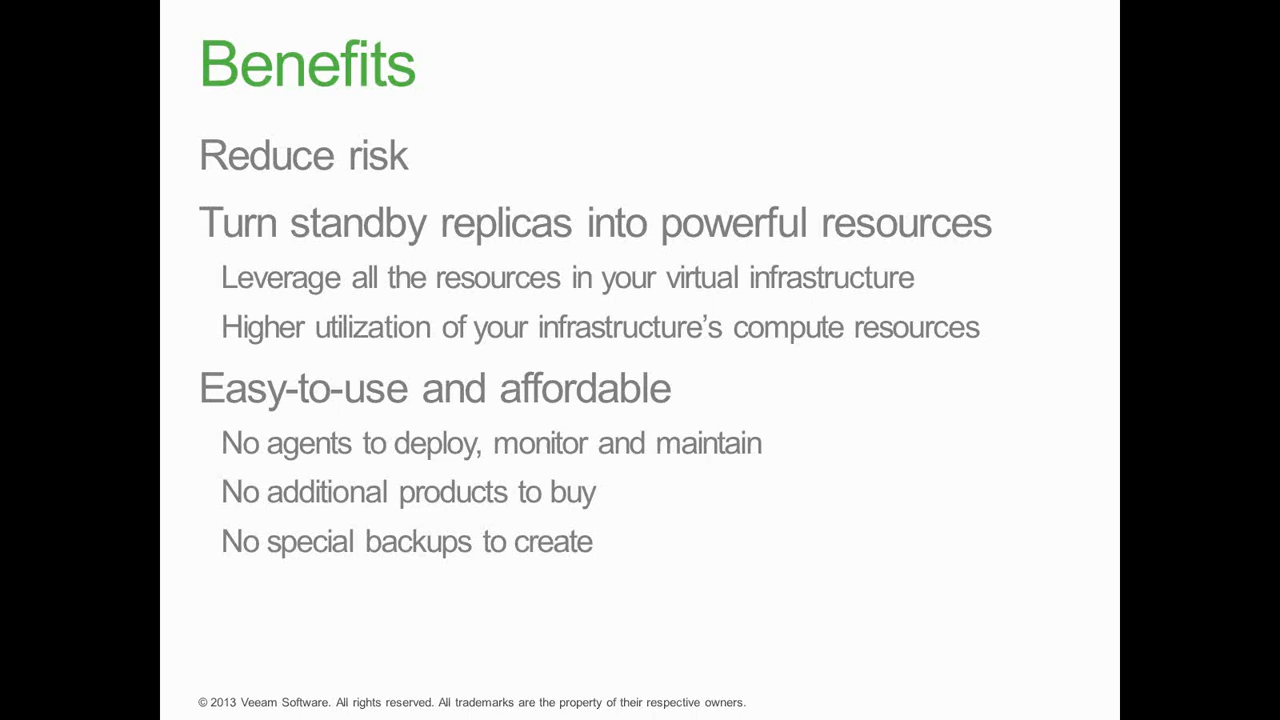 Benefits
Reduce risk
Turn standby replicas into powerful resources
Leverage all the resources in your virtual infrastructure
Higher utilization of your infrastructure’s compute resources
Easy-to-use and affordable
No agents to deploy, monitor and maintain
No additional products to buy
No special backups to create
© 2013 Veeam Software. All rights reserved. All trademarks are the property of their respective owners.